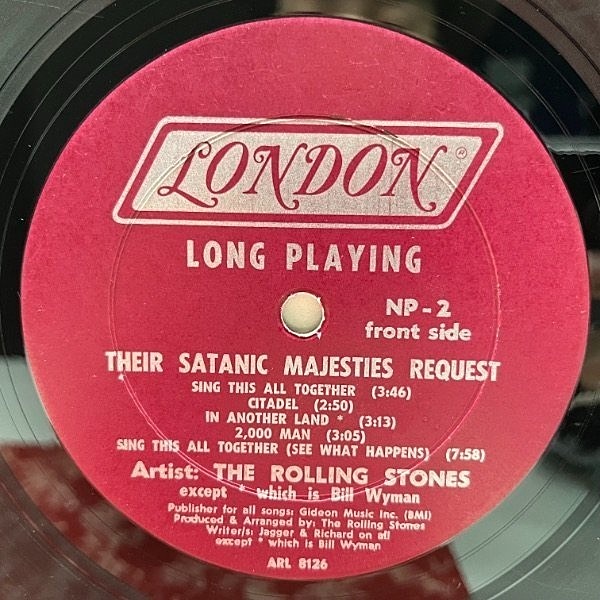 LONDON®
LONG PLAYING
NP-2
front side
THEIR SATANIC MAJESTIES REQUEST
SING THIS ALL TOGETHER (3:46)
CITADEL (2:50)
IN ANOTHER LAND * (3:13)
2,000 MAN (3:05)
SING THIS ALL TOGETHER (SEE WHAT HAPPENS) (7:58)
Artist: THE ROLLING STONES
except * which is Bill Wyman
Publisher for all songs: Gideon Music Inc. (BMI)
Produced & Arranged by: The Rolling Stones
Writer/s: Jagger & Richard on all
except * which is Bill Wyman
ARL 8126